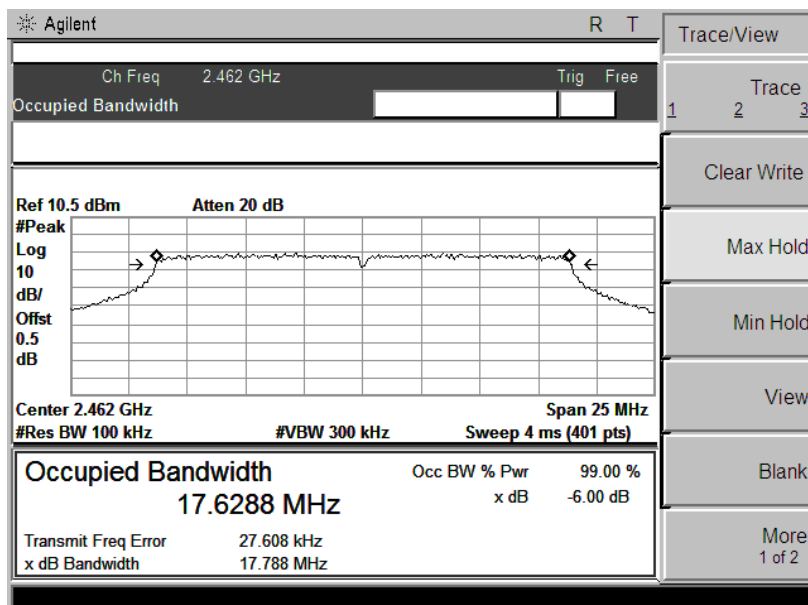 Agilent R T
Ch Freq 2.462 GHz Trig Free
Occupied Bandwidth
Ref 10.5 dBm Atten 20 dB
#Peak
Log
10
dB/
Offst
0.5
dB
Center 2.462 GHz Span 25 MHz
#Res BW 100 kHz #VBW 300 kHz Sweep 4 ms (401 pts)
Occupied Bandwidth Occ BW % Pwr 99.00 %
17.6288 MHz x dB -6.00 dB
Transmit Freq Error 27.608 kHz
x dB Bandwidth 17.788 MHz
Trace/View
Trace
1 2 3
Clear Write
Max Hold
Min Hold
View
Blank
More
1 of 2